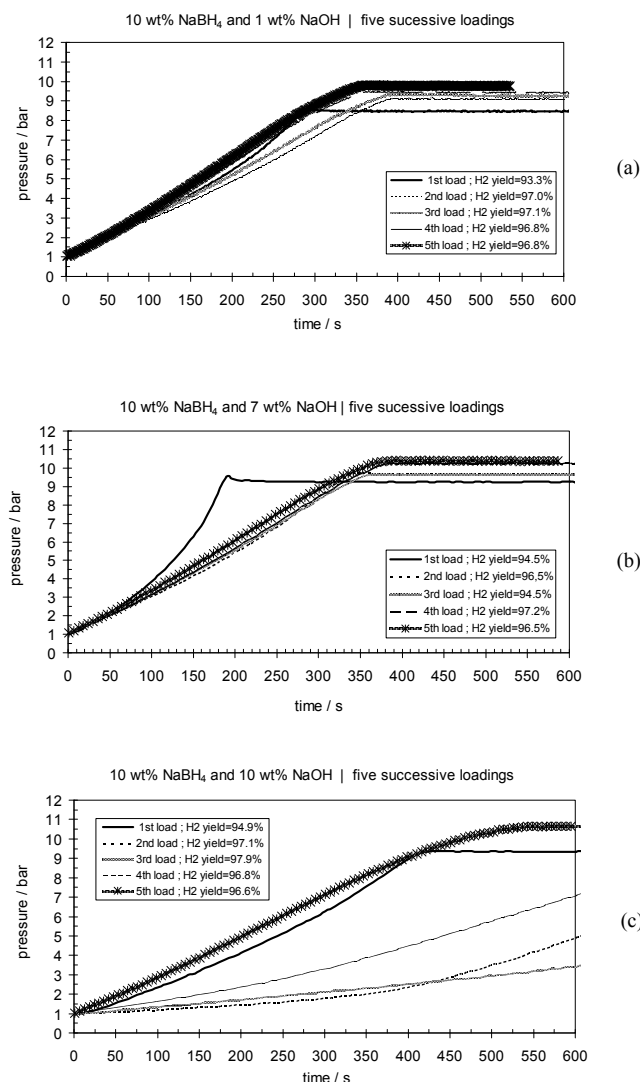 10 wt% NaBH₄ and 1 wt% NaOH | five sucessive loadings
12
11
10
9
8
7
6
5
4
3
2
1
0
pressure / bar
1st load ; H2 yield=93.3%
2nd load ; H2 yield=97.0%
3rd load ; H2 yield=97.1%
4th load ; H2 yield=96.8%
5th load ; H2 yield=96.8%
(a)
0 50 100 150 200 250 300 350 400 450 500 550 600
time / s
10 wt% NaBH₄ and 7 wt% NaOH | five sucessive loadings
12
11
10
9
8
7
6
5
4
3
2
1
0
pressure / bar
1st load ; H2 yield=94.5%
2nd load ; H2 yield=96,5%
3rd load ; H2 yield=94.5%
4th load ; H2 yield=97.2%
5th load ; H2 yield=96.5%
(b)
0 50 100 150 200 250 300 350 400 450 500 550 600
time / s
10 wt% NaBH₄ and 10 wt% NaOH | five successive loadings
12
11
10
9
8
7
6
5
4
3
2
1
0
pressure / bar
1st load ; H2 yield=94.9%
2nd load ; H2 yield=97.1%
3rd load ; H2 yield=97.9%
4th load ; H2 yield=96.8%
5th load ; H2 yield=96.6%
(c)
0 50 100 150 200 250 300 350 400 450 500 550 600
time / s